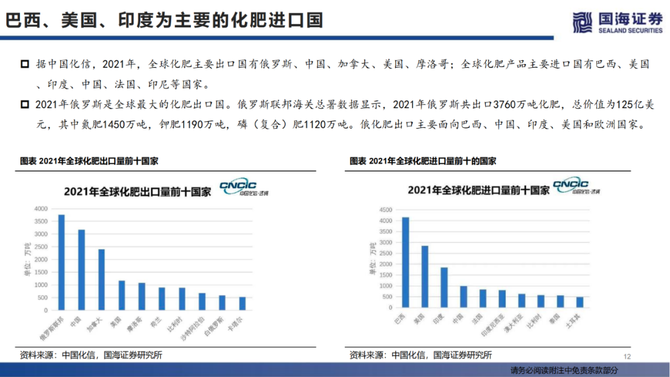 巴西、美国、印度为主要的化肥进口国
国海证券
SEALAND SECURITIES
据中国化信，2021年，全球化肥主要出口国有俄罗斯、中国、加拿大、美国、摩洛哥；全球化肥产品主要进口国有巴西、美国
、印度、中国、法国、印尼等国家。
2021年俄罗斯是全球最大的化肥出口国。俄罗斯联邦海关总署数据显示，2021年俄罗斯共出口3760万吨化肥，总价值为125亿美
元，其中氮肥1450万吨，钾肥1190万吨，磷（复合）肥1120万吨。俄化肥出口主要面向巴西、中国、印度、美国和欧洲国家。
图表 2021年全球化肥出口量前十国家
2021年全球化肥出口量前十国家
CNCIC
单位：万吨
4000
3500
3000
2500
2000
1500
1000
500
0
俄罗斯联邦
中国
加拿大
美国
摩洛哥
荷兰
比利时
沙特阿拉伯
白俄罗斯
卡塔尔
资料来源：中国化信，国海证券研究所
图表 2021年全球化肥进口量前十的国家
2021年全球化肥进口量前十国家
CNCIC
单位：万吨
4500
4000
3500
3000
2500
2000
1500
1000
500
0
巴西
美国
印度
中国
法国
印度尼西亚
澳大利亚
比利时
泰国
土耳其
资料来源：中国化信，国海证券研究所
12
请务必阅读附注中免责条款部分